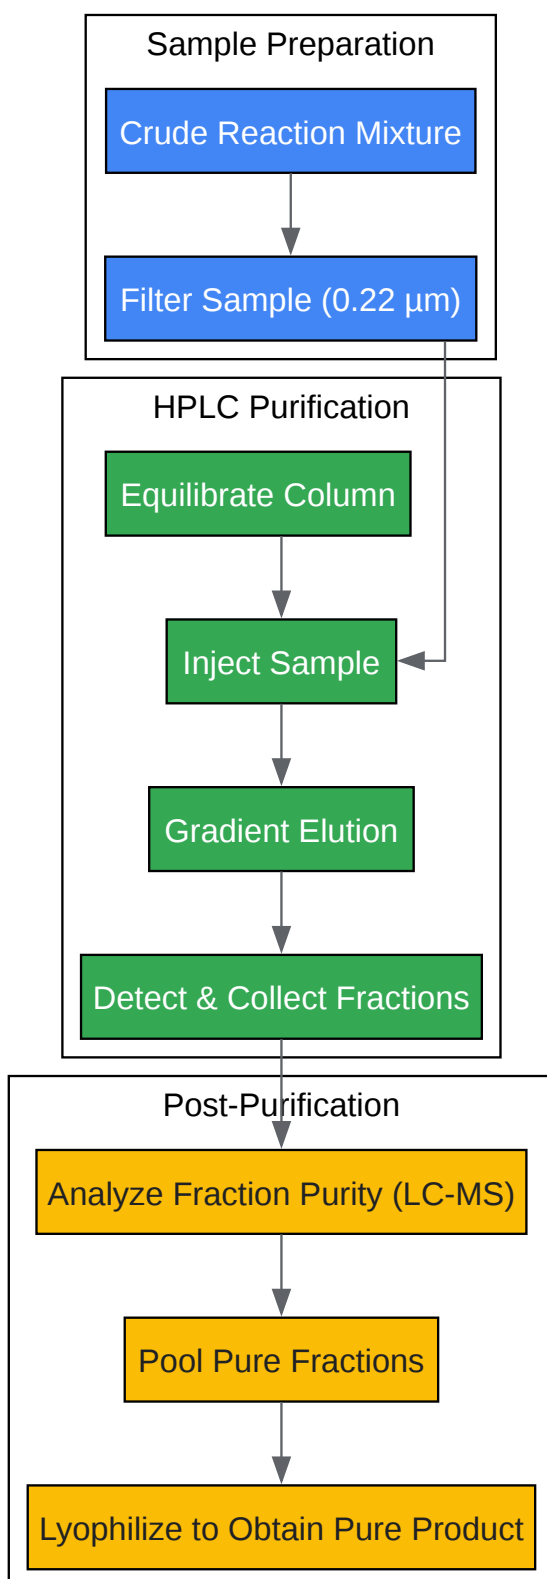 Sample Preparation
Crude Reaction Mixture
Filter Sample (0.22 µm)
HPLC Purification
Equilibrate Column
Inject Sample
Gradient Elution
Detect & Collect Fractions
Post-Purification
Analyze Fraction Purity (LC-MS)
Pool Pure Fractions
Lyophilize to Obtain Pure Product